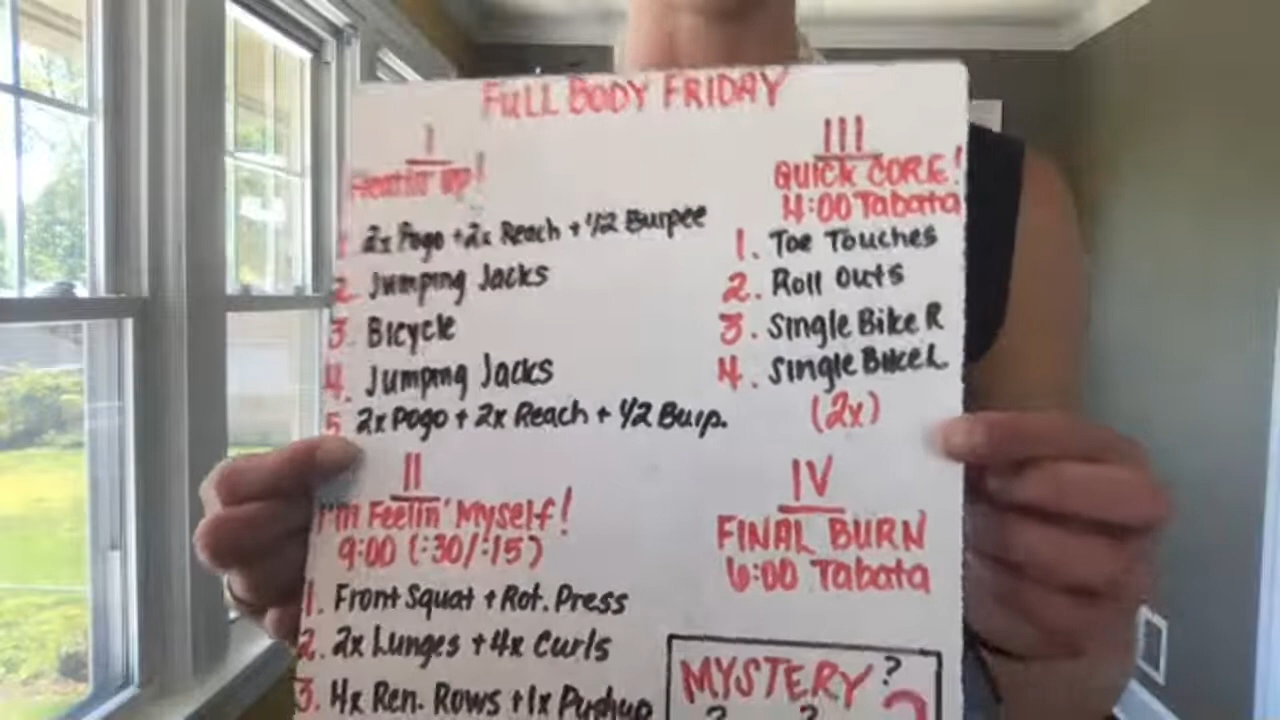 FULL BODY FRIDAY
I
Heatin' up!
1 2x Pogo + 2x Reach + 1/2 Burpee
2 Jumping Jacks
3. Bicycle
4. Jumping Jacks
5 2x Pogo + 2x Reach + 1/2 Burp.
II
I'm Feelin' Myself!
9:00 (:30/:15)
1. Front Squat + Rot. Press
2. 2x Lunges + 4x Curls
3. 4x Ren. Rows + 1x Pushup
III
QUICK CORE!
4:00 Tabata
1. Toe Touches
2. Roll Outs
3. Single Bike R
4. Single Bike L
(2x)
IV
FINAL BURN
6:00 Tabata
MYSTERY ?
? ? ?